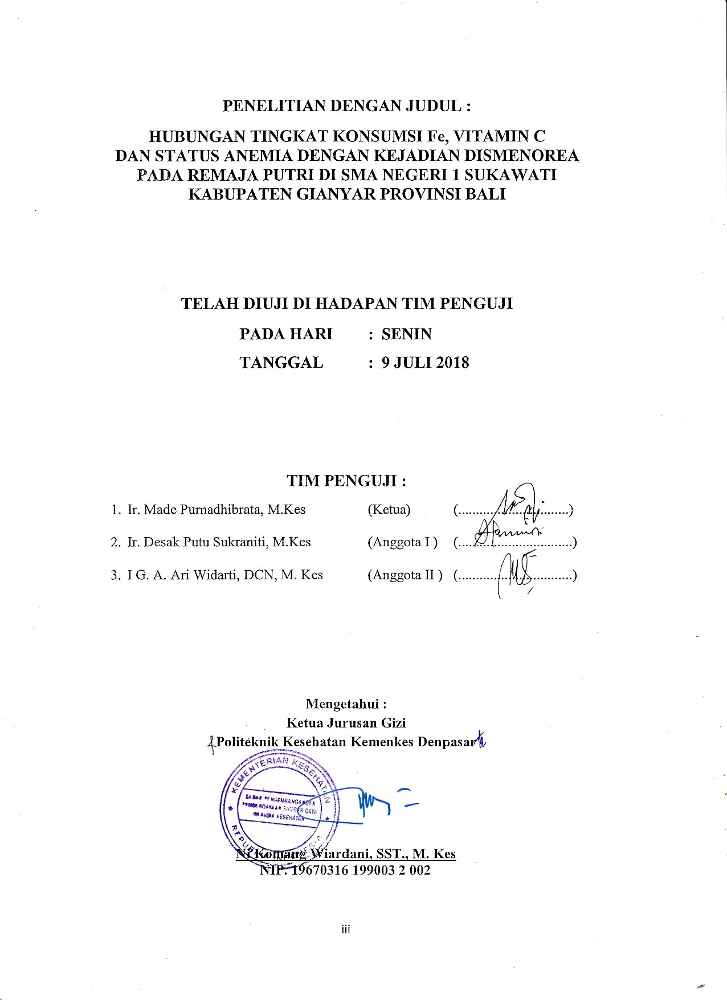 PENELITIAN DENGAN JUDUL :
HUBUNGAN TINGKAT KONSUMSI Fe, VITAMIN C
DAN STATUS ANEMIA DENGAN KEJADIAN DISMENOREA
PADA REMAJA PUTRI DI SMA NEGERI 1 SUKAWATI
KABUPATEN GIANYAR PROVINSI BALI
TELAH DIUJI DI HADAPAN TIM PENGUJI
PADA HARI : SENIN
TANGGAL : 9 JULI 2018
TIM PENGUJI :
1. Ir. Made Purnadhibrata, M.Kes (Ketua) (................................)
2. Ir. Desak Putu Sukraniti, M.Kes (Anggota I ) (.................................)
3. I G. A. Ari Widarti, DCN, M. Kes (Anggota II ) (.................................)
Mengetahui :
Ketua Jurusan Gizi
Politeknik Kesehatan Kemenkes Denpasar
KEMENTERIAN KESEHATAN
BADAN PENGEMBANGAN DAN
PEMBERDAYAAN SUMBER DAYA
MANUSIA KESEHATAN
REPUBLIK INDONESIA
Ni Komang Wiardani, SST., M. Kes
NIP. 19670316 199003 2 002
iii